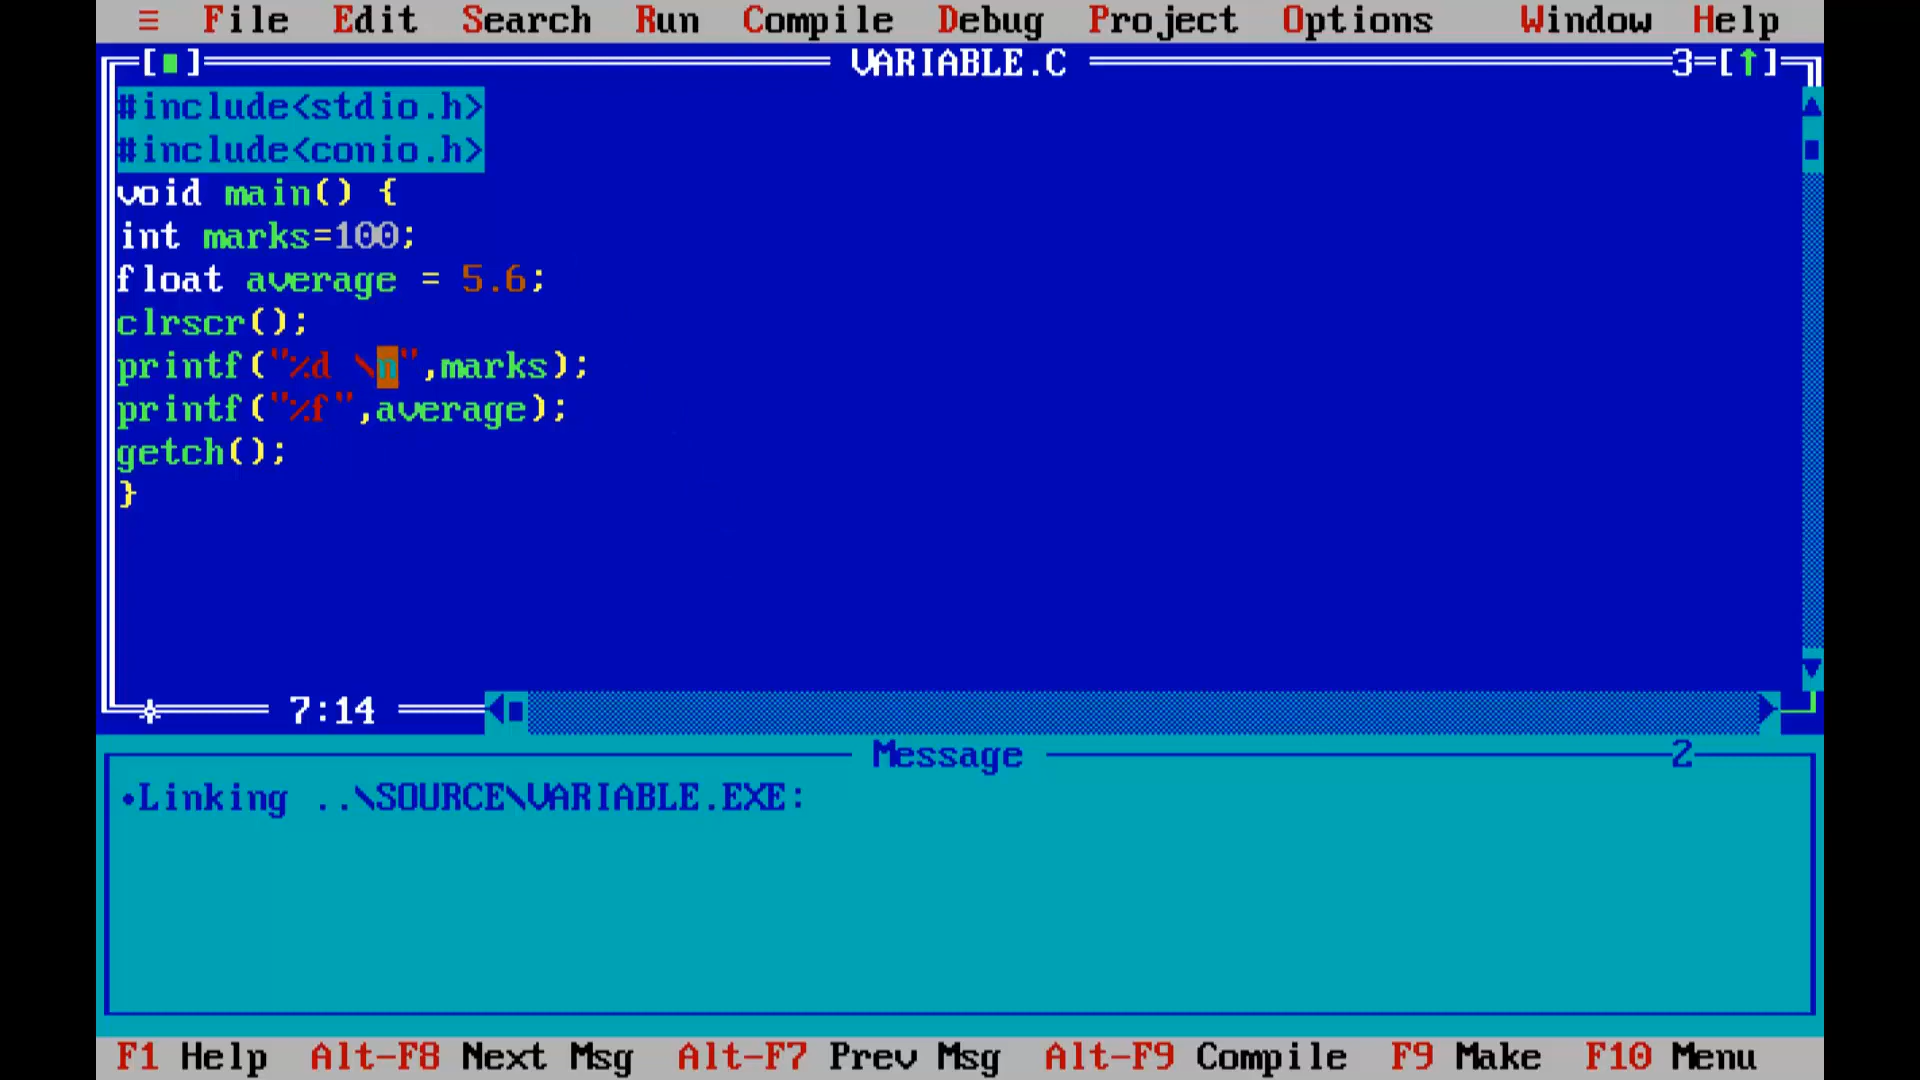 ≡ File Edit Search Run Compile Debug Project Options Window Help
[■] VARIABLE.C 3=[↑]
#include<stdio.h>
#include<conio.h>
void main() {
int marks=100;
float average = 5.6;
clrscr();
printf("%d \n",marks);
printf("%f",average);
getch();
}
7:14
Message 2
•Linking ..\SOURCE\VARIABLE.EXE:
F1 Help Alt-F8 Next Msg Alt-F7 Prev Msg Alt-F9 Compile F9 Make F10 Menu